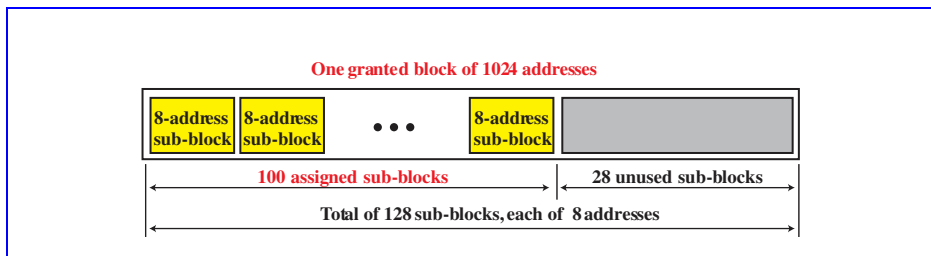 One granted block of 1024 addresses
8-address 8-address 8-address
sub-block sub-block • • • sub-block
100 assigned sub-blocks 28 unused sub-blocks
Total of 128 sub-blocks, each of 8 addresses